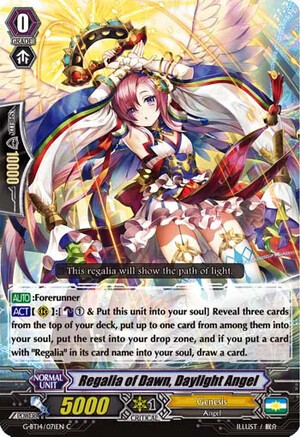 0
GRADE
10000
This regalia will show the path of light.
AUTO :Forerunner
ACT [ 1 :[ 1 & Put this unit into your soul] Reveal three cards
from the top of your deck, put up to one card from among them into
your soul, put the rest into your drop zone, and if you put a card
with "Regalia" in its card name into your soul, draw a card.
NORMAL
UNIT
Regalia of Dawn, Daylight Angel
POWER
5000
1
CRITICAL
Genesis
Angel
G-BT14/071EN C
ILLUST /